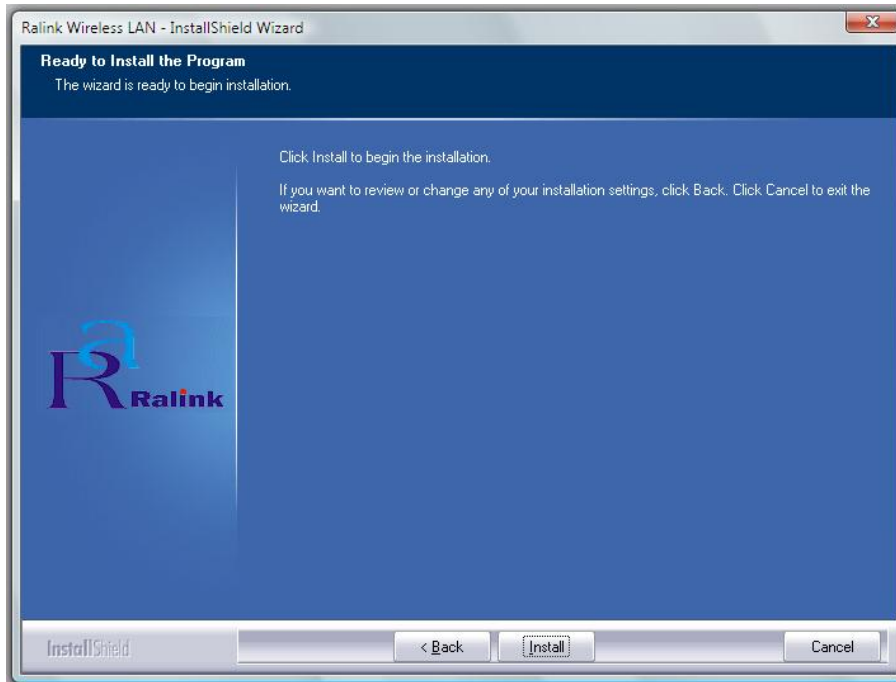 Ralink Wireless LAN - InstallShield Wizard
Ready to Install the Program
The wizard is ready to begin installation.
Click Install to begin the installation.
If you want to review or change any of your installation settings, click Back. Click Cancel to exit the
wizard.
Ra
Ralink
InstallShield
< Back
Install
Cancel